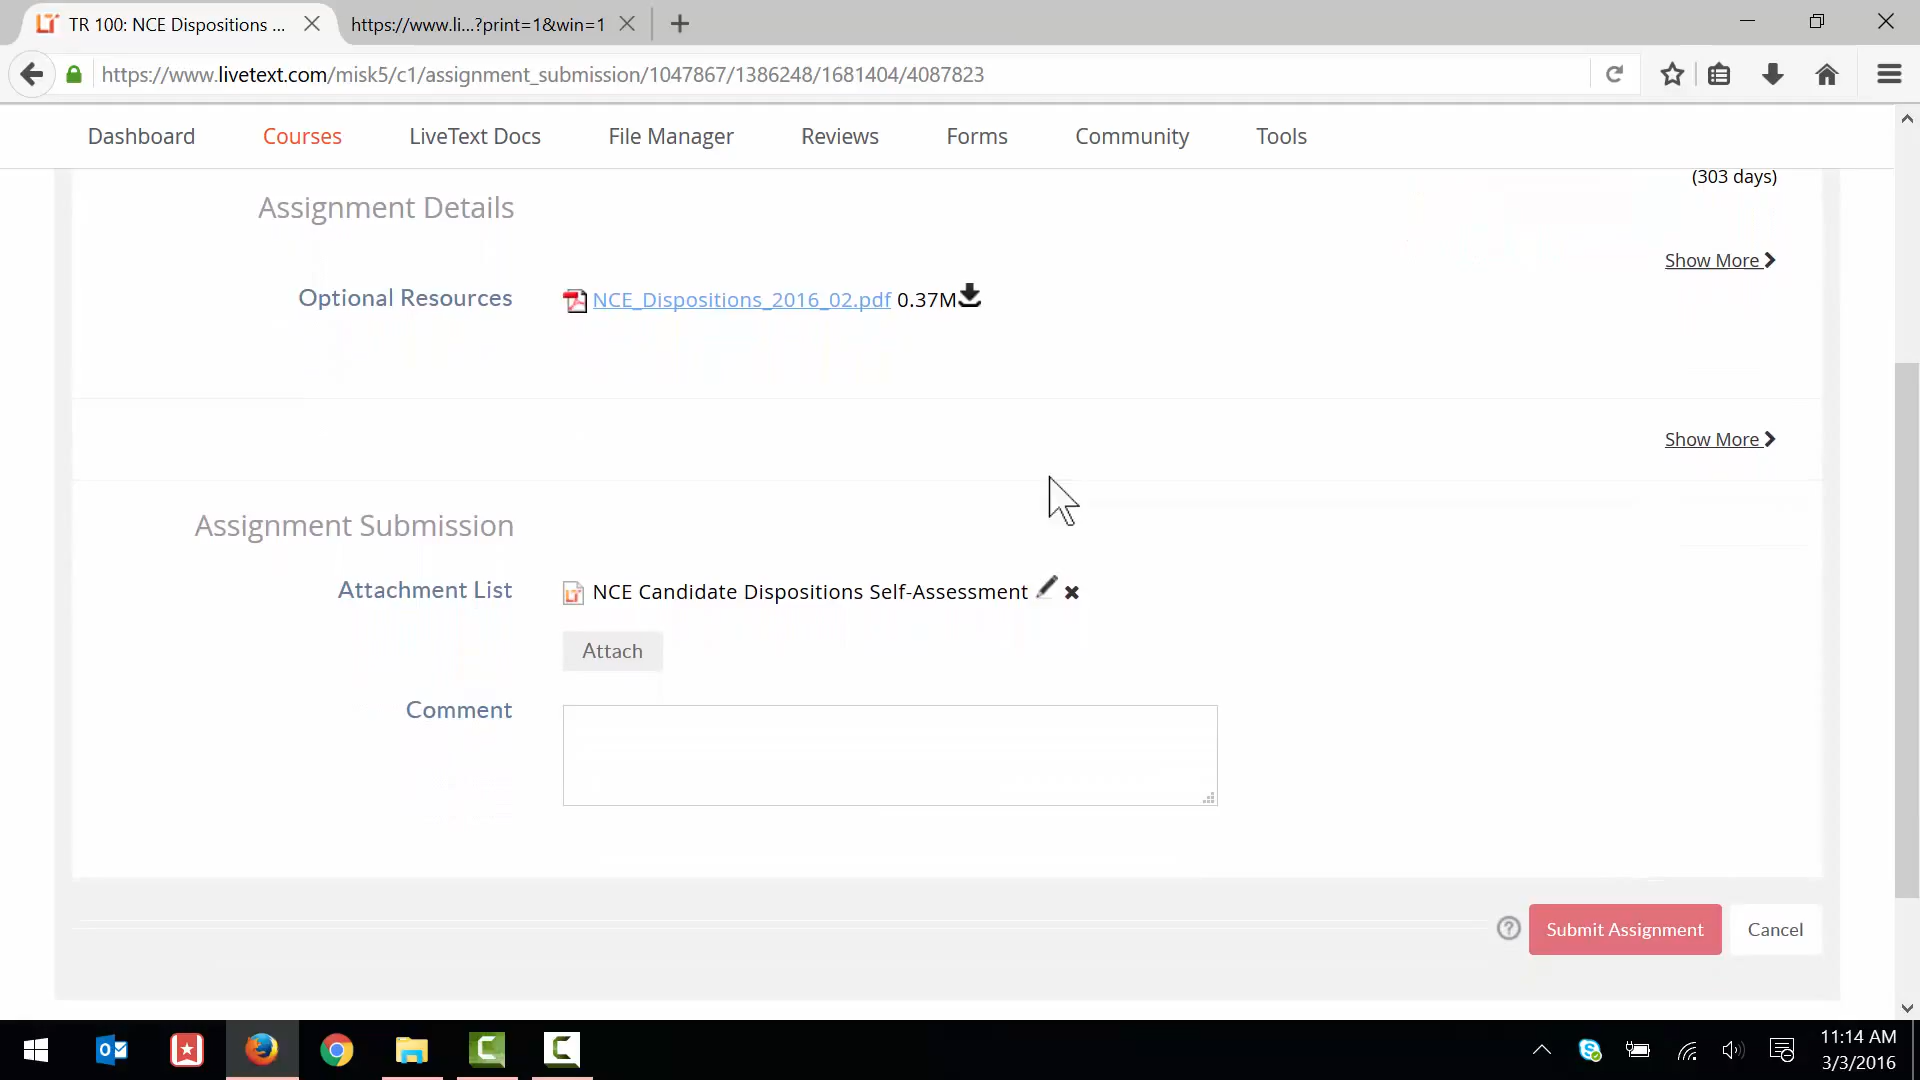 TR 100: NCE Dispositions ...
https://www.li...?print=1&win=1
https://www.livetext.com/misk5/c1/assignment_submission/1047867/1386248/1681404/4087823
Dashboard Courses LiveText Docs File Manager Reviews Forms Community Tools
(303 days)
Assignment Details
Show More
Optional Resources NCE_Dispositions_2016_02.pdf 0.37M
Show More
Assignment Submission
Attachment List NCE Candidate Dispositions Self-Assessment
Attach
Comment
Submit Assignment Cancel
11:14 AM
3/3/2016